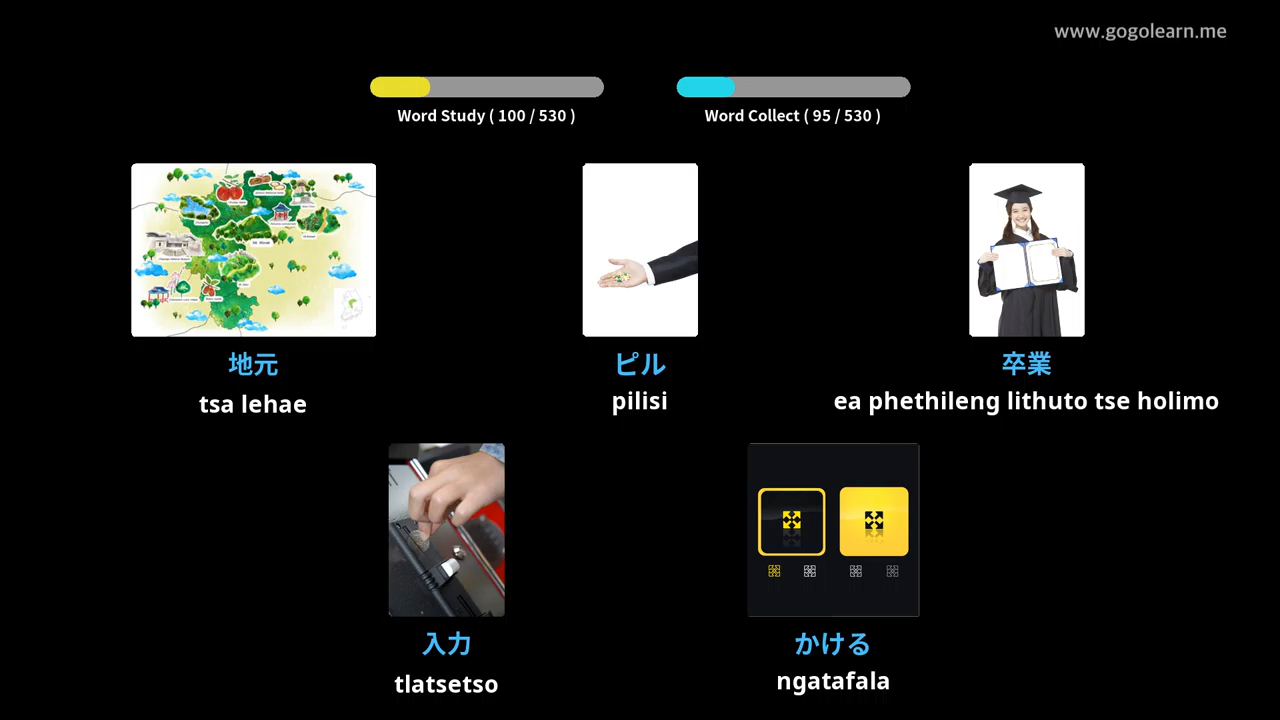 www.gogolearn.me
Word Study ( 100 / 530 )
Word Collect ( 95 / 530 )
地元
tsa lehae
ピル
pilisi
卒業
ea phethileng lithuto tse holimo
入力
tlatsetso
かける
ngatafala